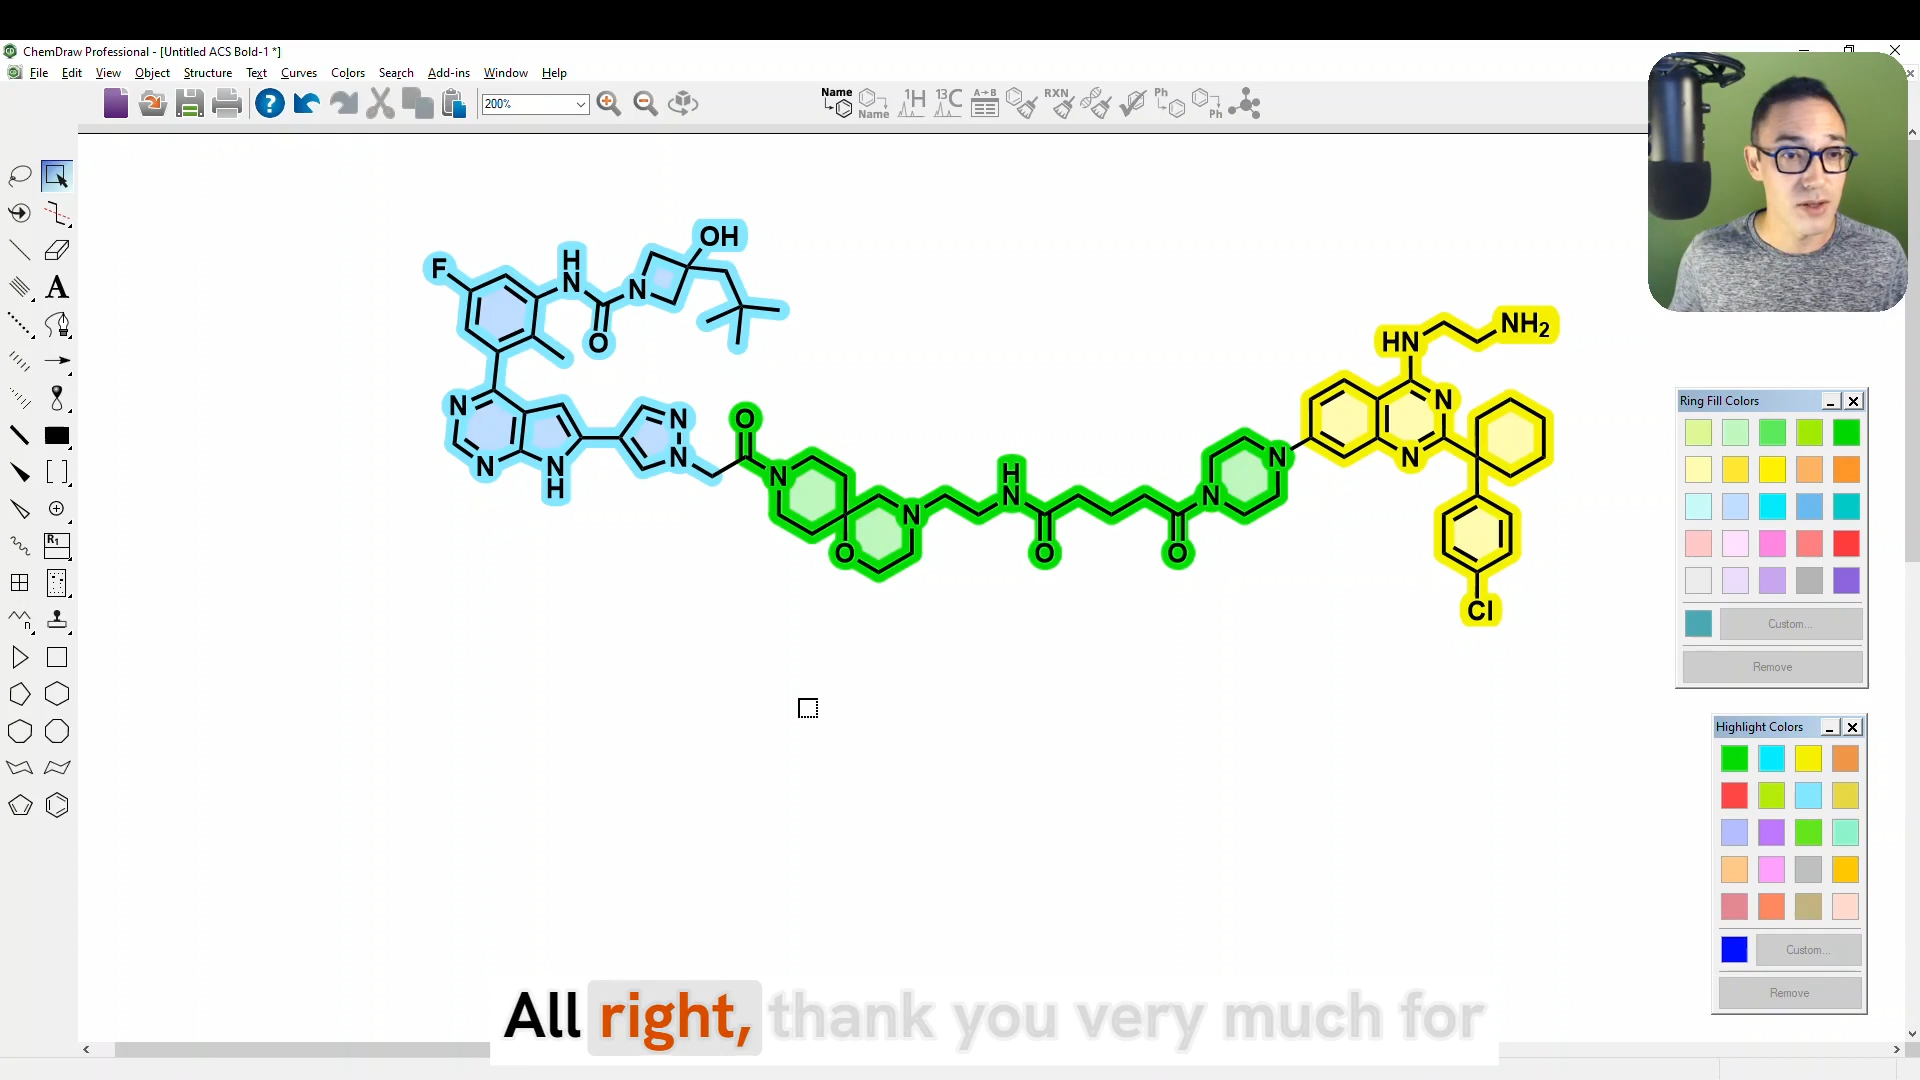 ChemDraw Professional - [Untitled ACS Bold-1 *]
File Edit View Object Structure Text Curves Colors Search Add-ins Window Help
200%
Name
Name
1H
13C
A→B
RXN
Ph
Ph
A
R1
n
OH
F
H
N
N
O
NH2
HN
N
N
N
N
H
N
N
O
N
N
O
H
N
O
O
N
N
N
N
Cl
Ring Fill Colors
Custom...
Remove
Highlight Colors
Custom...
Remove
All right, thank you very much for